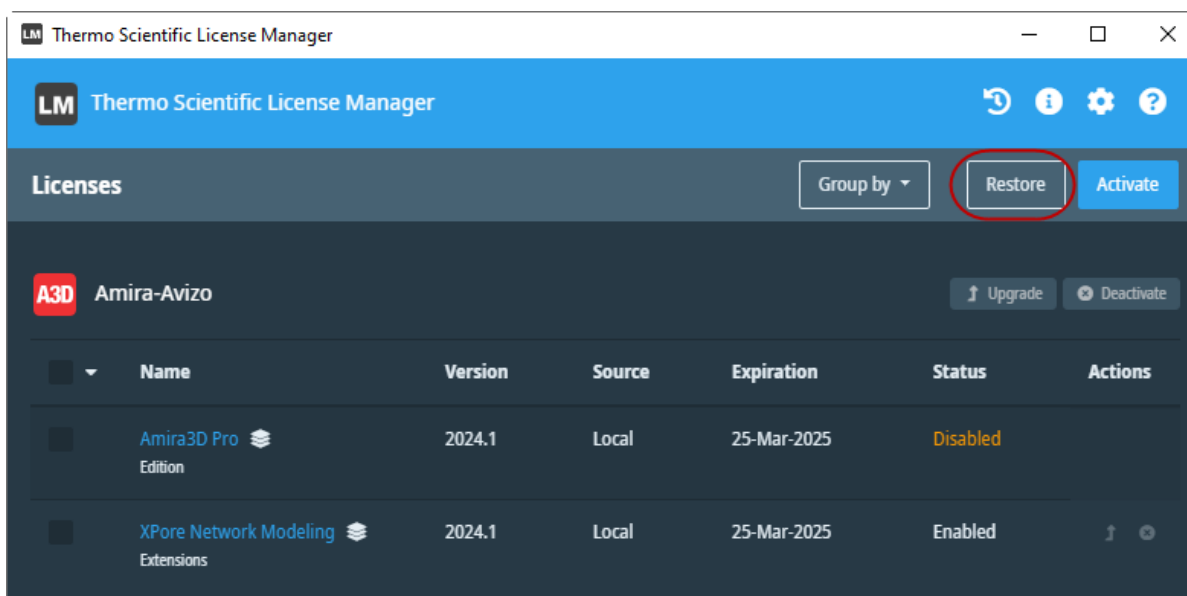 LM Thermo Scientific License Manager
LM Thermo Scientific License Manager
Licenses Group by Restore Activate
A3D Amira-Avizo Upgrade Deactivate
Name Version Source Expiration Status Actions
Amira3D Pro 2024.1 Local 25-Mar-2025 Disabled
Edition
XPore Network Modeling 2024.1 Local 25-Mar-2025 Enabled
Extensions